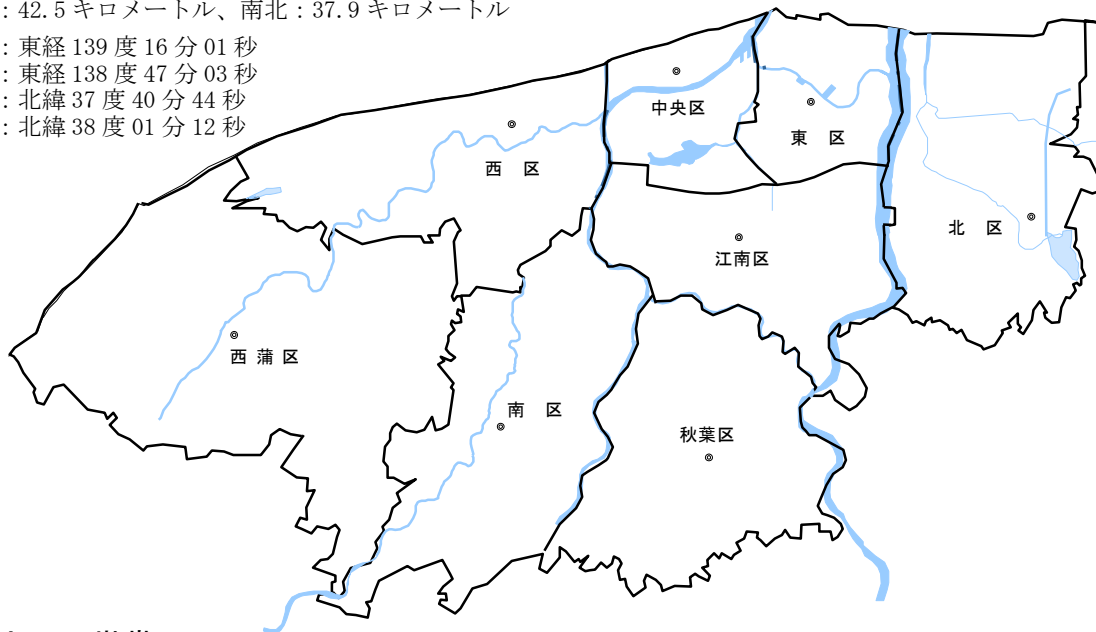 : 42.5 キロメートル、南北 : 37.9 キロメートル
: 東経 139 度 16 分 01 秒
: 東経 138 度 47 分 03 秒
: 北緯 37 度 40 分 44 秒
: 北緯 38 度 01 分 12 秒
中央区
東 区
西 区
北 区
江南区
西 蒲 区
南 区
秋葉区